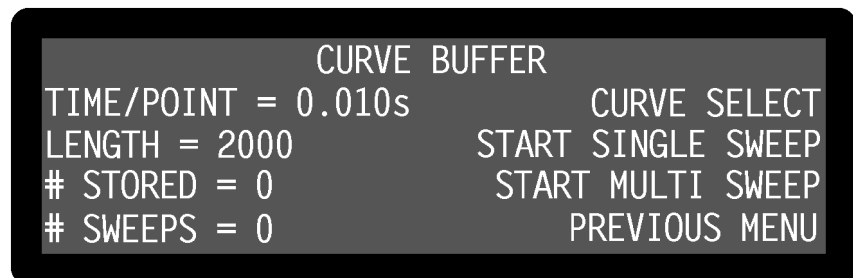 CURVE BUFFER
TIME/POINT = 0.010s CURVE SELECT
LENGTH = 2000 START SINGLE SWEEP
# STORED = 0 START MULTI SWEEP
# SWEEPS = 0 PREVIOUS MENU